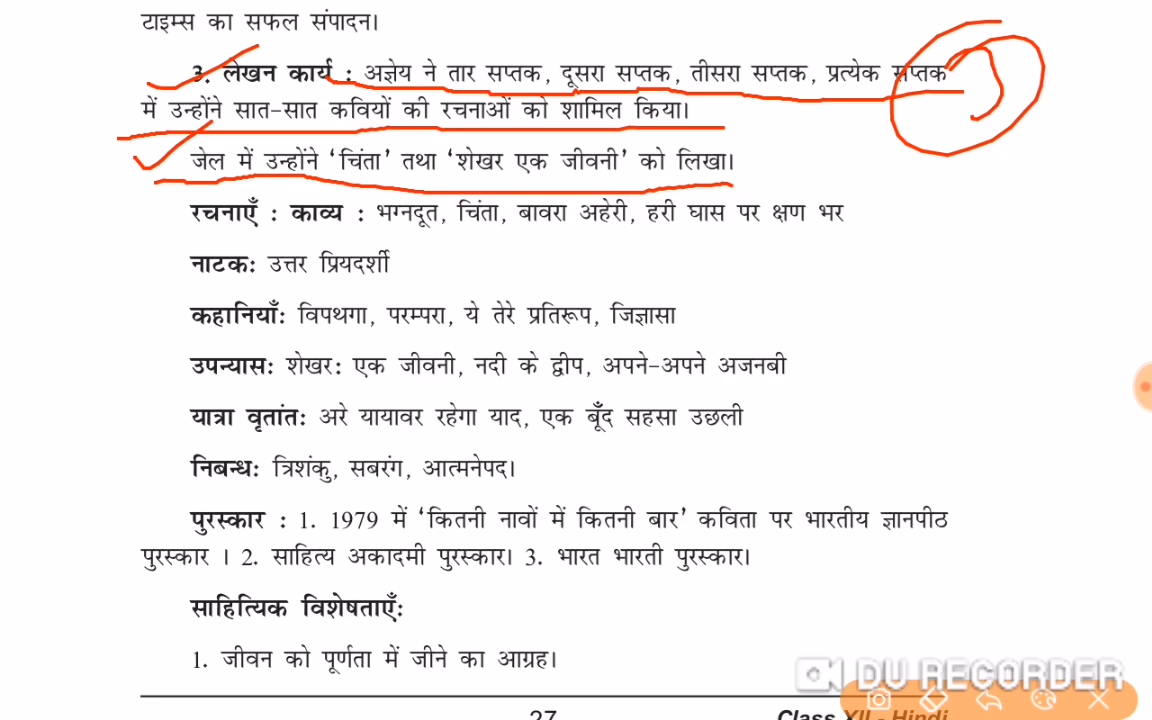 टाइम्स का सफल संपादन।
3. लेखन कार्य : अज्ञेय ने तार सप्तक, दूसरा सप्तक, तीसरा सप्तक, प्रत्येक सप्तक
में उन्होंने सात-सात कवियों की रचनाओं को शामिल किया।
जेल में उन्होंने ‘चिंता’ तथा ‘शेखर एक जीवनी’ को लिखा।
रचनाएँ : काव्य : भग्नदूत, चिंता, बावरा अहेरी, हरी घास पर क्षण भर
नाटक: उत्तर प्रियदर्शी
कहानियाँ: विपथगा, परम्परा, ये तेरे प्रतिरूप, जिज्ञासा
उपन्यास: शेखर: एक जीवनी, नदी के द्वीप, अपने-अपने अजनबी
यात्रा वृतांत: अरे यायावर रहेगा याद, एक बूँद सहसा उछली
निबन्ध: त्रिशंकु, सबरंग, आत्मनेपद।
पुरस्कार : 1. 1979 में ‘कितनी नावों में कितनी बार’ कविता पर भारतीय ज्ञानपीठ
पुरस्कार । 2. साहित्य अकादमी पुरस्कार। 3. भारत भारती पुरस्कार।
साहित्यिक विशेषताएँ:
1. जीवन को पूर्णता में जीने का आग्रह।
DU RECORDER
27 Class XII - Hindi